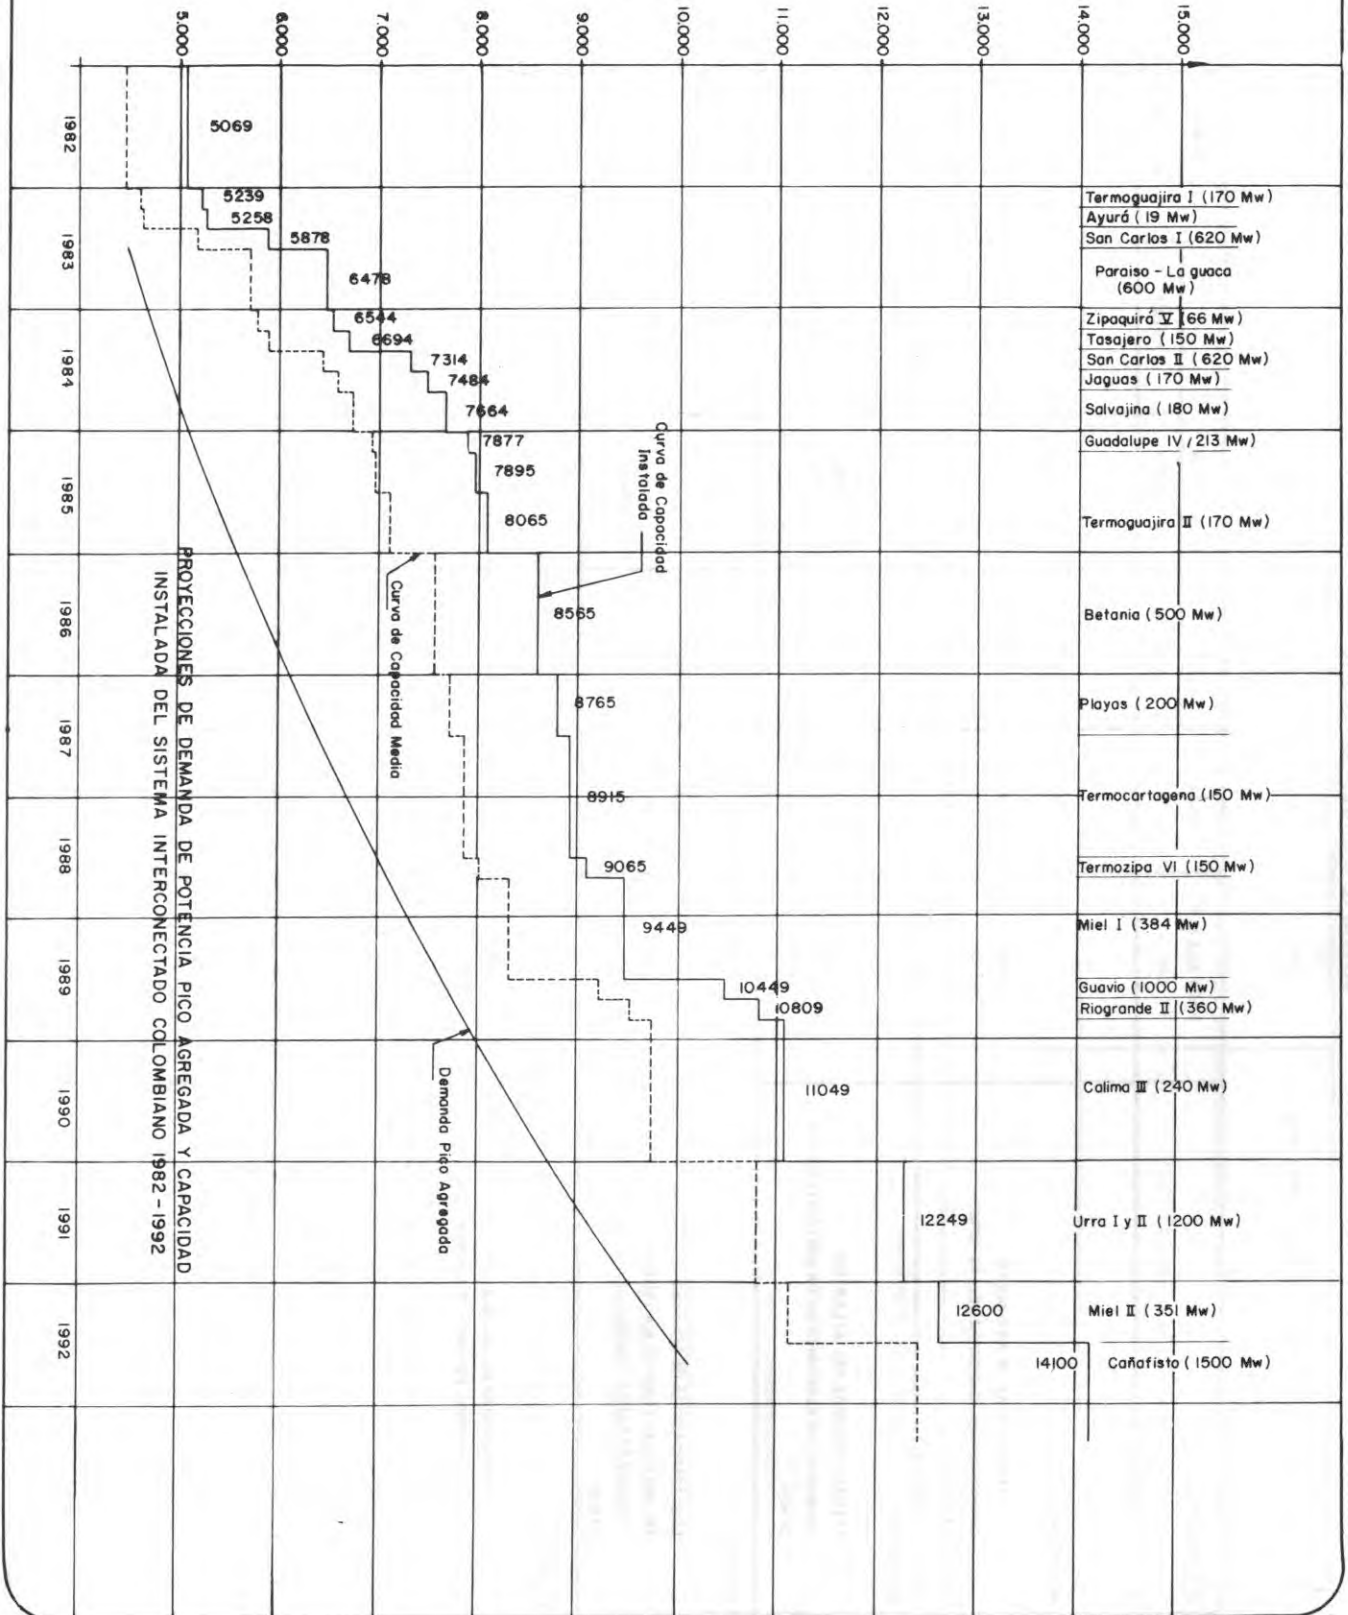 5.000
6.000
7.000
8.000
9.000
10.000
11.000
12.000
13.000
14.000
15.000
1982
1983
1984
1985
1986
1987
1988
1989
1990
1991
1992
5069
5239
5258
5878
6478
6544
6694
7314
7484
7664
7877
7895
8065
8565
8765
8915
9065
9449
10449
10809
11049
12249
12600
14100
Termoguajira I (170 Mw)
Ayurá (19 Mw)
San Carlos I (620 Mw)
Paraiso - La guaca
(600 Mw)
Zipaquirá V (66 Mw)
Tasajero (150 Mw)
San Carlos II (620 Mw)
Jaguas (170 Mw)
Salvajina (180 Mw)
Guadalupe IV / 213 Mw)
Termoguajira II (170 Mw)
Betania (500 Mw)
Playas (200 Mw)
Termocartagena (150 Mw)
Termozipa VI (150 Mw)
Miel I (384 Mw)
Guavio (1000 Mw)
Riogrande II (360 Mw)
Calima III (240 Mw)
Urra I y II (1200 Mw)
Miel II (351 Mw)
Cañafisto (1500 Mw)
Curva de Capacidad
Instalada
Curva de Capacidad Media
Demanda Pico Agregada
PROYECCIONES DE DEMANDA DE POTENCIA PICO AGREGADA Y CAPACIDAD
INSTALADA DEL SISTEMA INTERCONECTADO COLOMBIANO 1982 - 1992